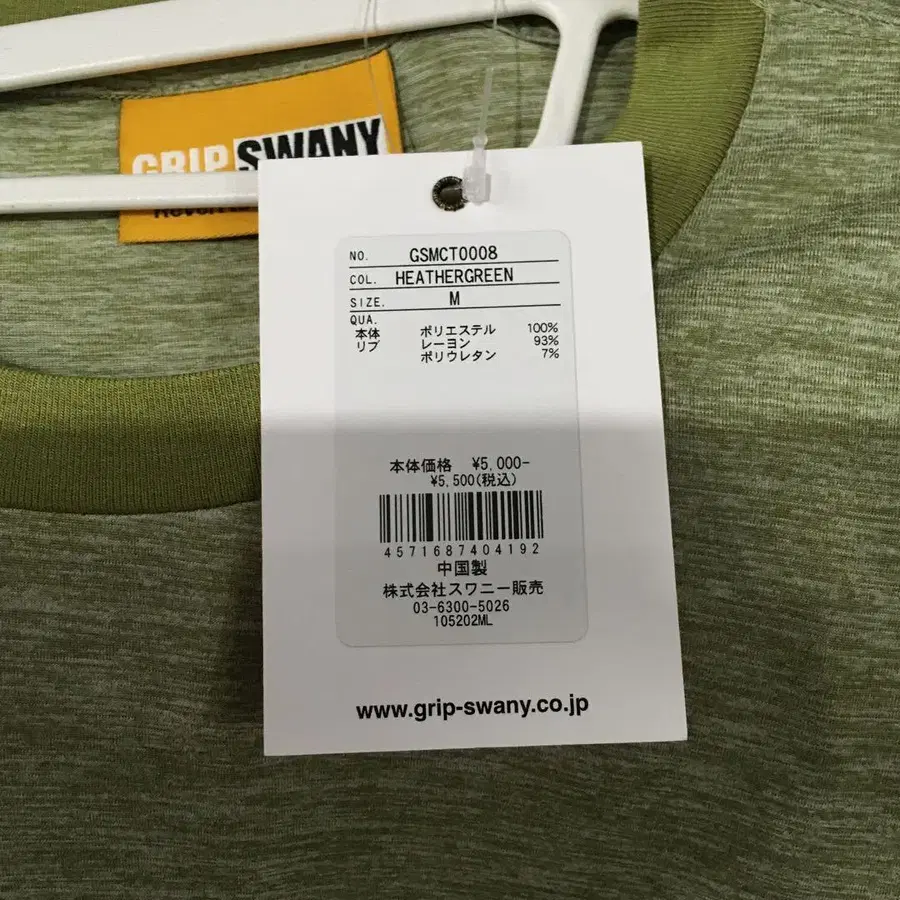 GRIP SWANY
NO. GSMCT0008
COL. HEATHERGREEN
SIZE. M
QUA.
本体 ポリエステル 100%
リブ レーヨン 93%
ポリウレタン 7%
本体価格 ¥5,000-
¥5,500(税込)
4571687404192
中国製
株式会社スワニー販売
03-6300-5026
105202ML
www.grip-swany.co.jp